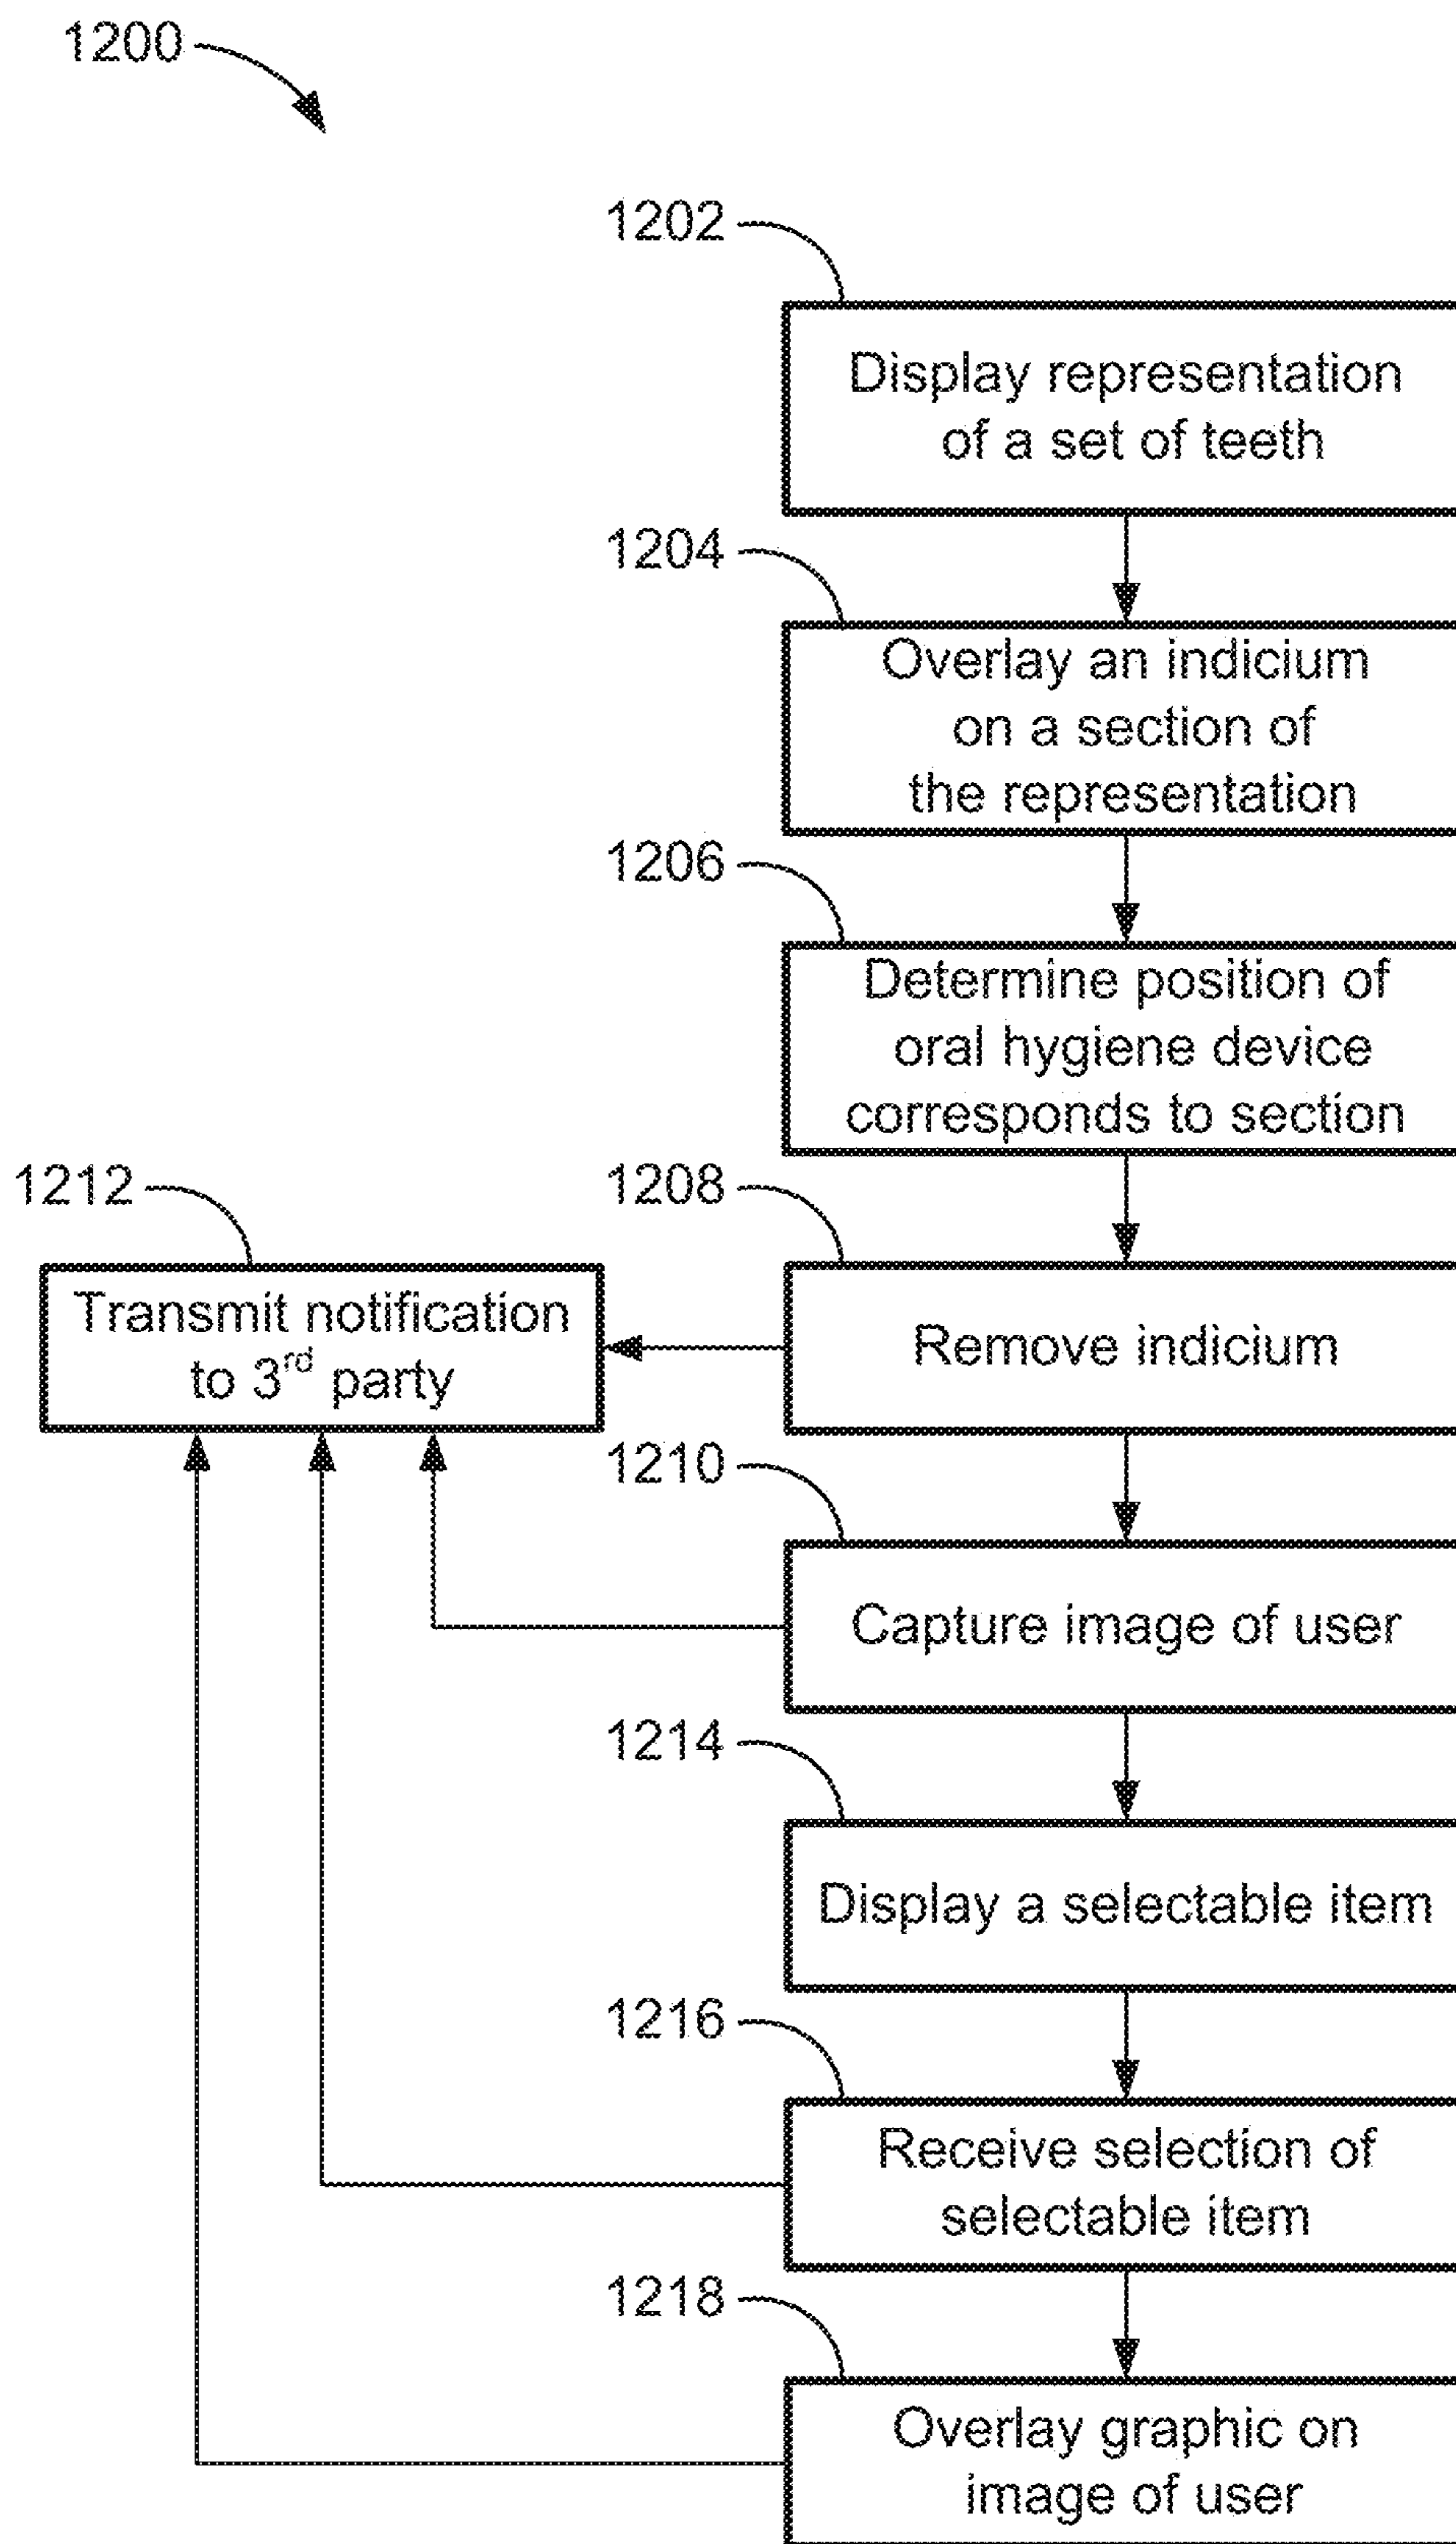 1200
1202
Display representation
of a set of teeth
1204
Overlay an indicium
on a section of
the representation
1206
Determine position of
oral hygiene device
corresponds to section
1212
Transmit notification
to 3rd party
1208
Remove indicium
1210
Capture image of user
1214
Display a selectable item
1216
Receive selection of
selectable item
1218
Overlay graphic on
image of user